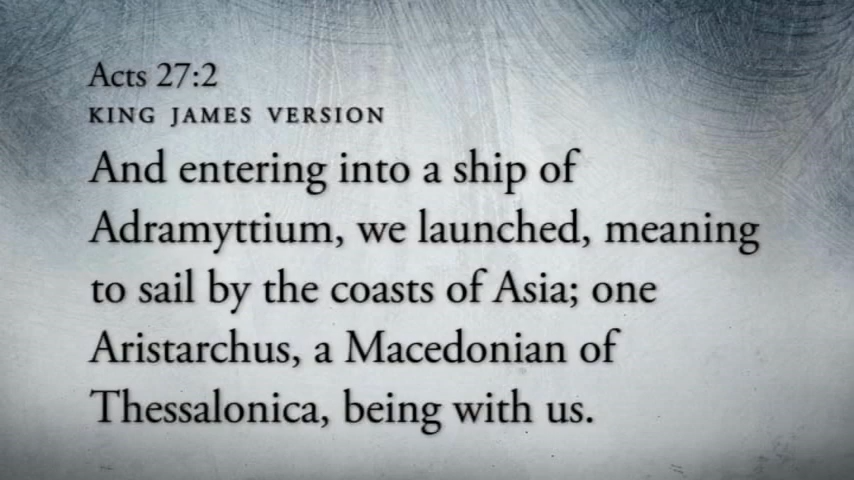 Acts 27:2
KING JAMES VERSION
And entering into a ship of
Adramyttium, we launched, meaning
to sail by the coasts of Asia; one
Aristarchus, a Macedonian of
Thessalonica, being with us.